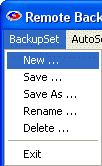 Remote Back
BackupSet AutoS
New ...
Save ...
Save As ...
Rename ...
Delete ...
Exit